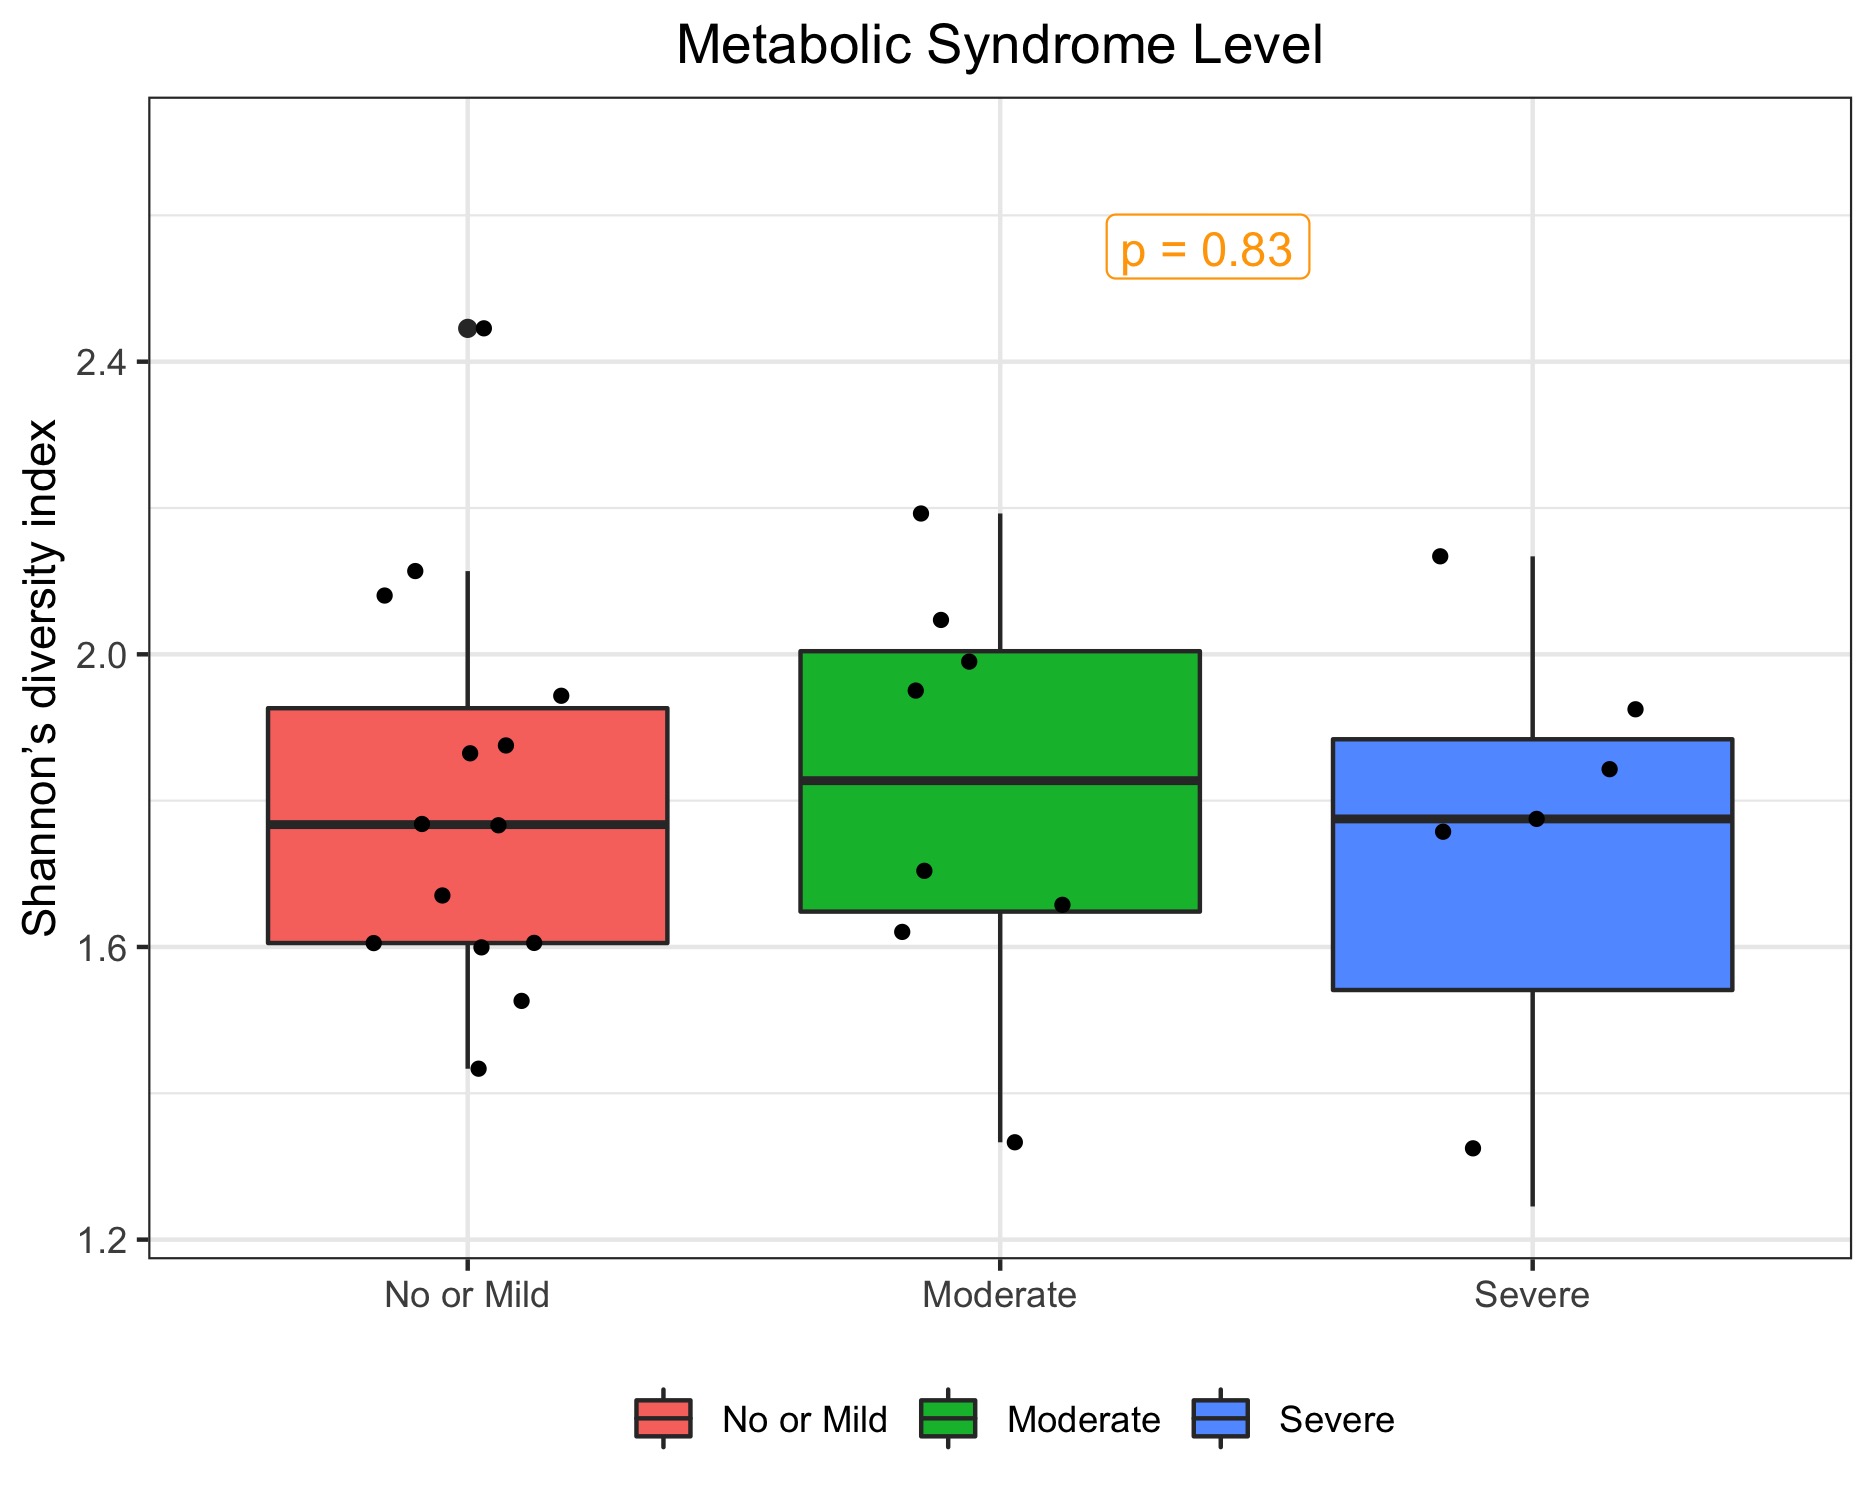 Metabolic Syndrome Level
p = 0.83
Shannon’s diversity index
2.4
2.0
1.6
1.2
No or Mild Moderate Severe
No or Mild Moderate Severe